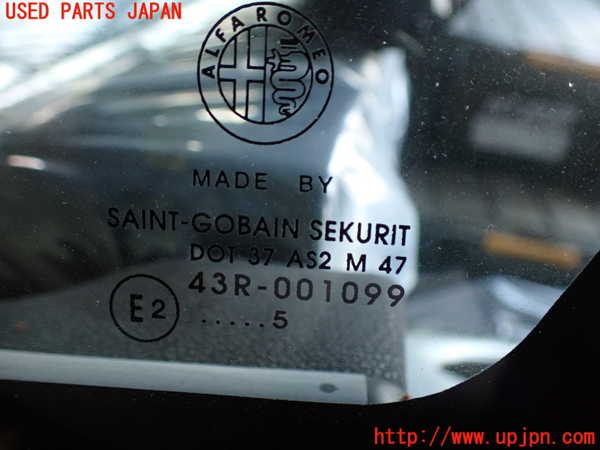 USED PARTS JAPAN
ALFA ROMEO
MADE BY
SAINT-GOBAIN SEKURIT
DOT 37 AS2 M 47
43R-001099
E2
.....5
http://www.upjpn.com/